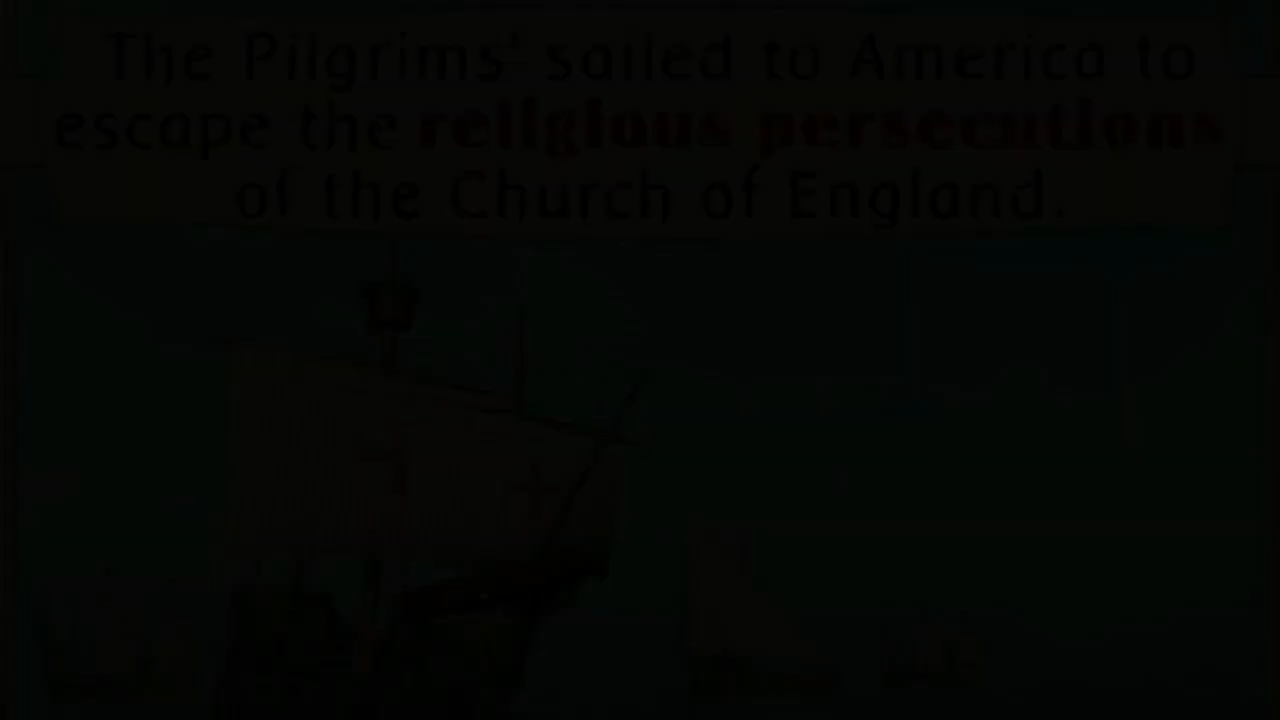 The Pilgrims' sailed to America to
escape the religious persecutions
of the Church of England.